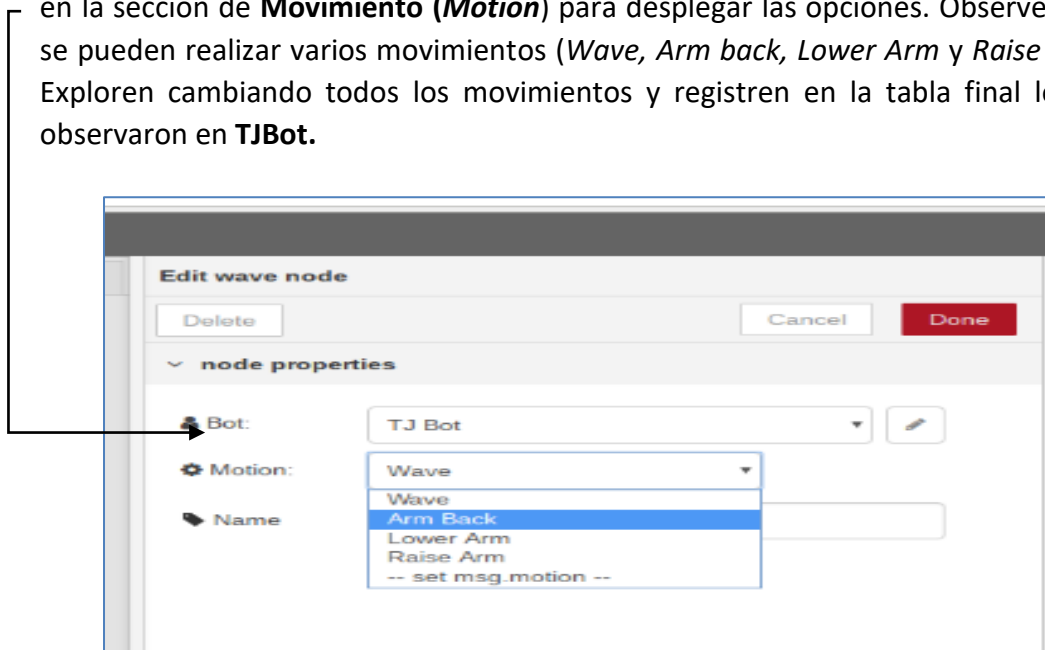 en la sección de Movimiento (Motion) para desplegar las opciones. Observe
se pueden realizar varios movimientos (Wave, Arm back, Lower Arm y Raise
Exploren cambiando todos los movimientos y registren en la tabla final l
observaron en TJBot.
Edit wave node
Delete Cancel Done
node properties
Bot: TJ Bot
Motion: Wave
Wave
Name Arm Back
Lower Arm
Raise Arm
-- set msg.motion --